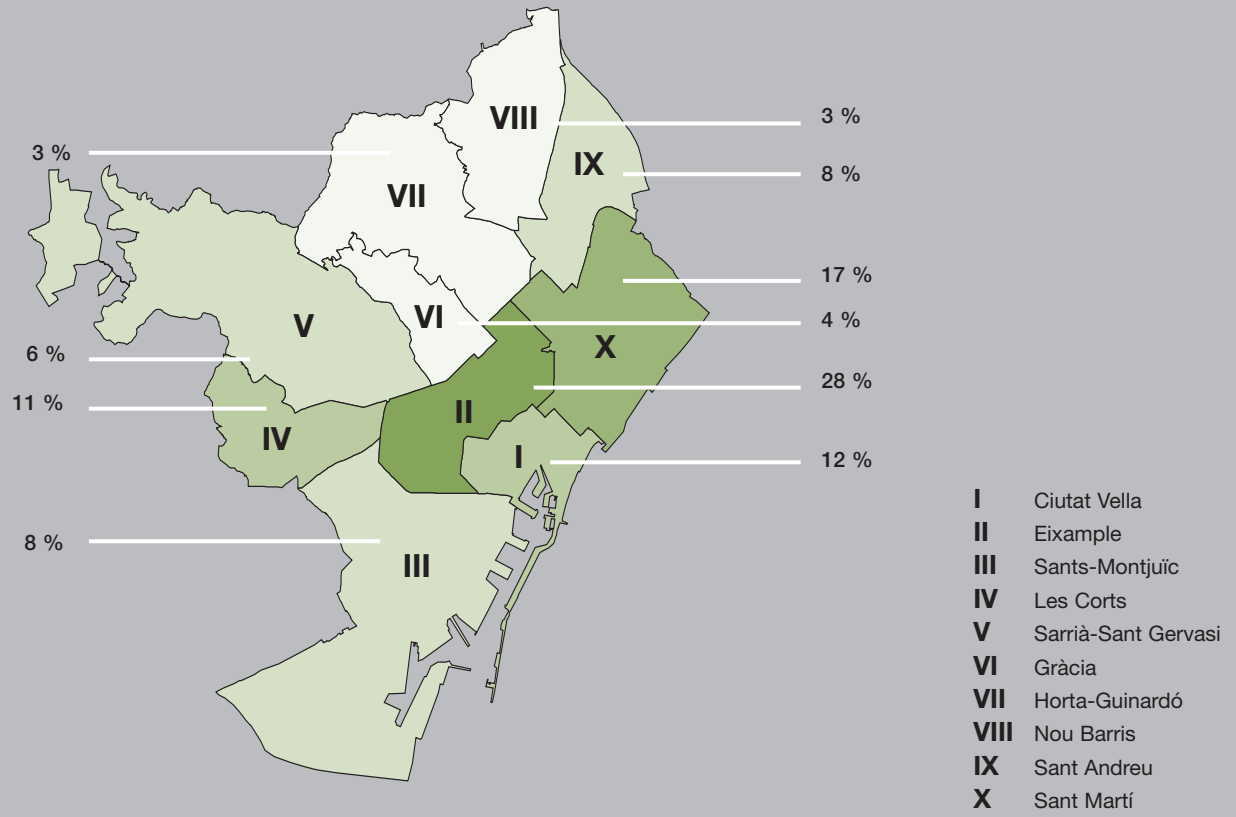 VIII
3 %
3 %
IX
8 %
VII
17 %
VI
4 %
V
X
6 %
28 %
11 %
II
IV
I
12 %
8 %
III
I Ciutat Vella
II Eixample
III Sants-Montjuïc
IV Les Corts
V Sarrià-Sant Gervasi
VI Gràcia
VII Horta-Guinardó
VIII Nou Barris
IX Sant Andreu
X Sant Martí